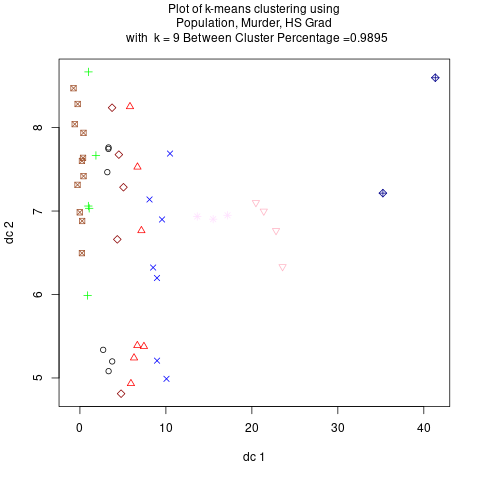 Plot of k-means clustering using
Population, Murder, HS Grad
with k = 9 Between Cluster Percentage =0.9895
8
7
6
5
dc 2
0 10 20 30 40
dc 1